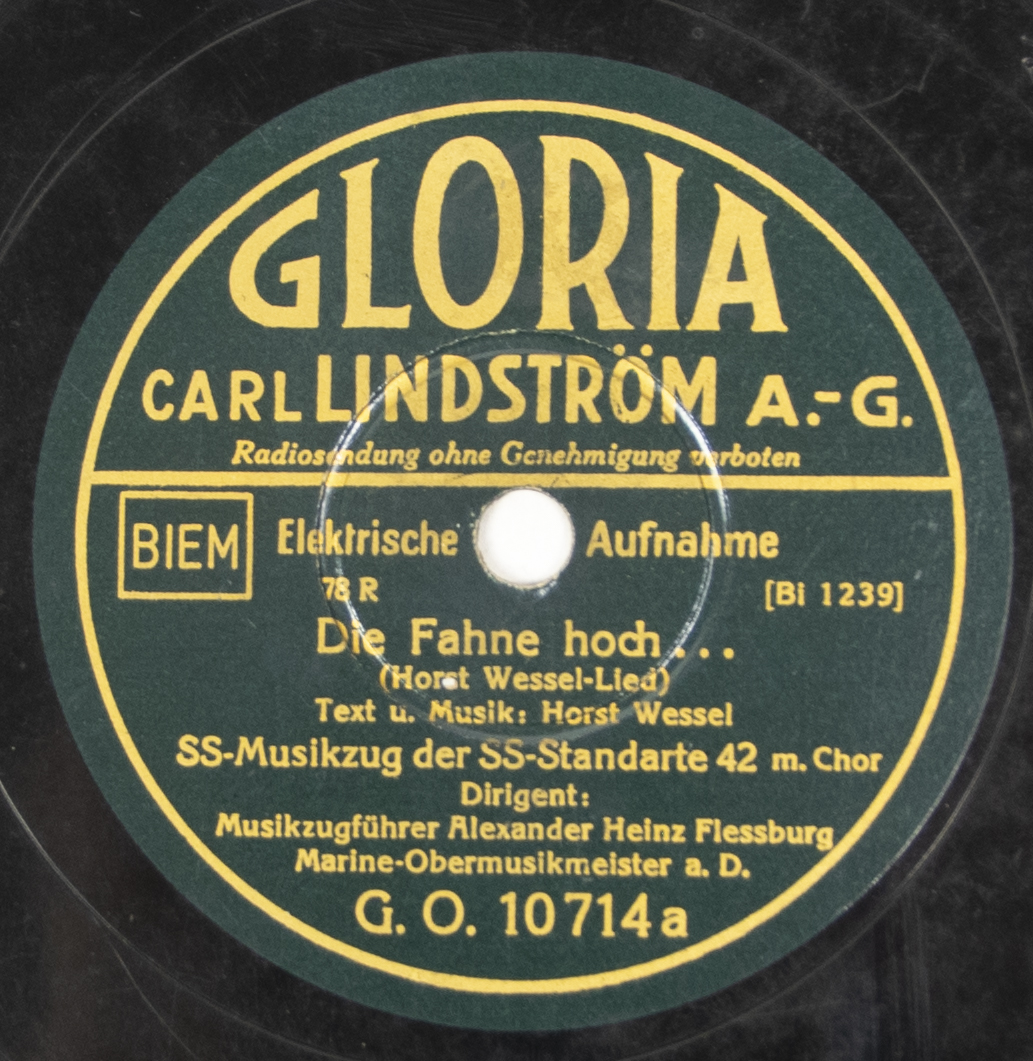 GLORIA
CARL LINDSTRÖM A.-G.
Radiosendung ohne Genehmigung verboten
BIEM Elektrische Aufnahme
78 R [Bi 1239]
Die Fahne hoch...
(Horst Wessel-Lied)
Text u. Musik: Horst Wessel
SS-Musikzug der SS-Standarte 42 m. Chor
Dirigent:
Musikzugführer Alexander Heinz Flessburg
Marine-Obermusikmeister a. D.
G. O. 10714a